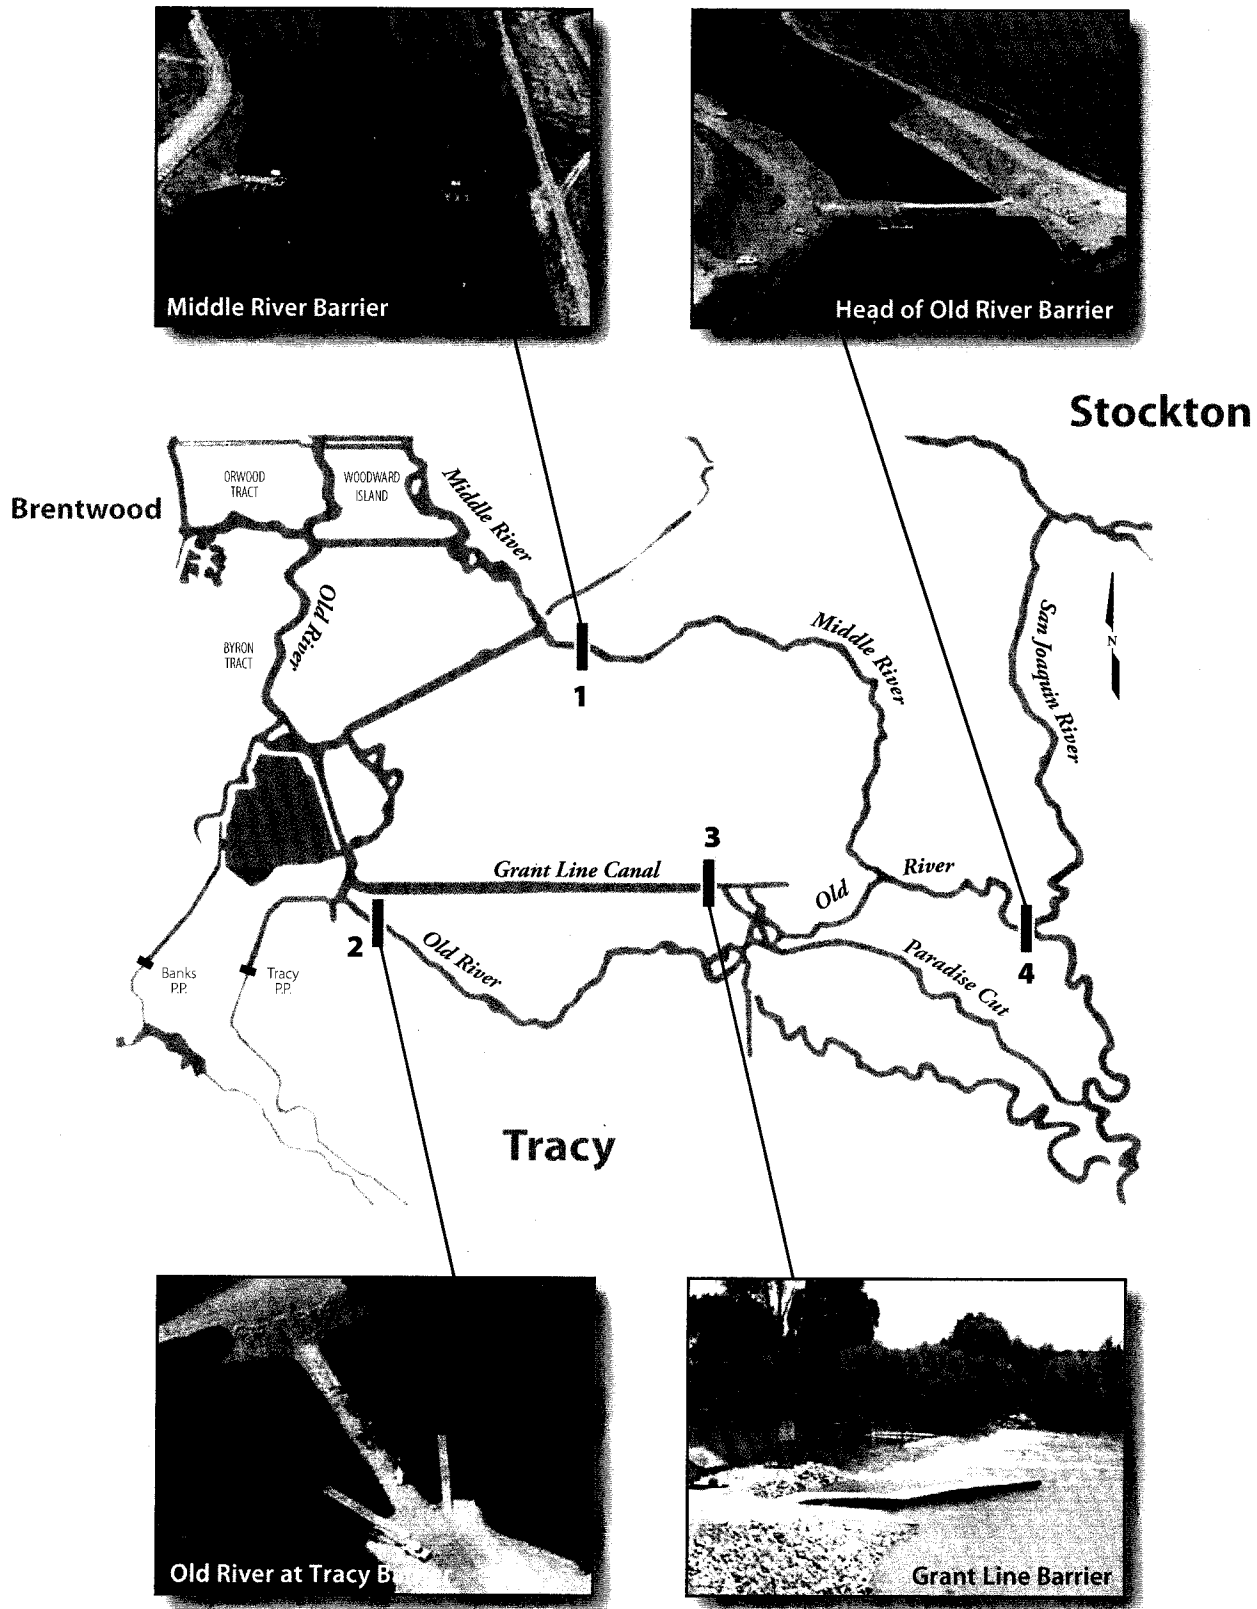 Middle River Barrier
Head of Old River Barrier
Stockton
Brentwood
ORWOOD
TRACT
WOODWARD
ISLAND
Middle River
Old River
BYRON
TRACT
Middle River
San Joaquin River
N
1
3
Grant Line Canal
Old
River
2
Old River
Paradise Cut
4
Banks
P.P.
Tracy
P.P.
Tracy
Old River at Tracy Barrier
Grant Line Barrier